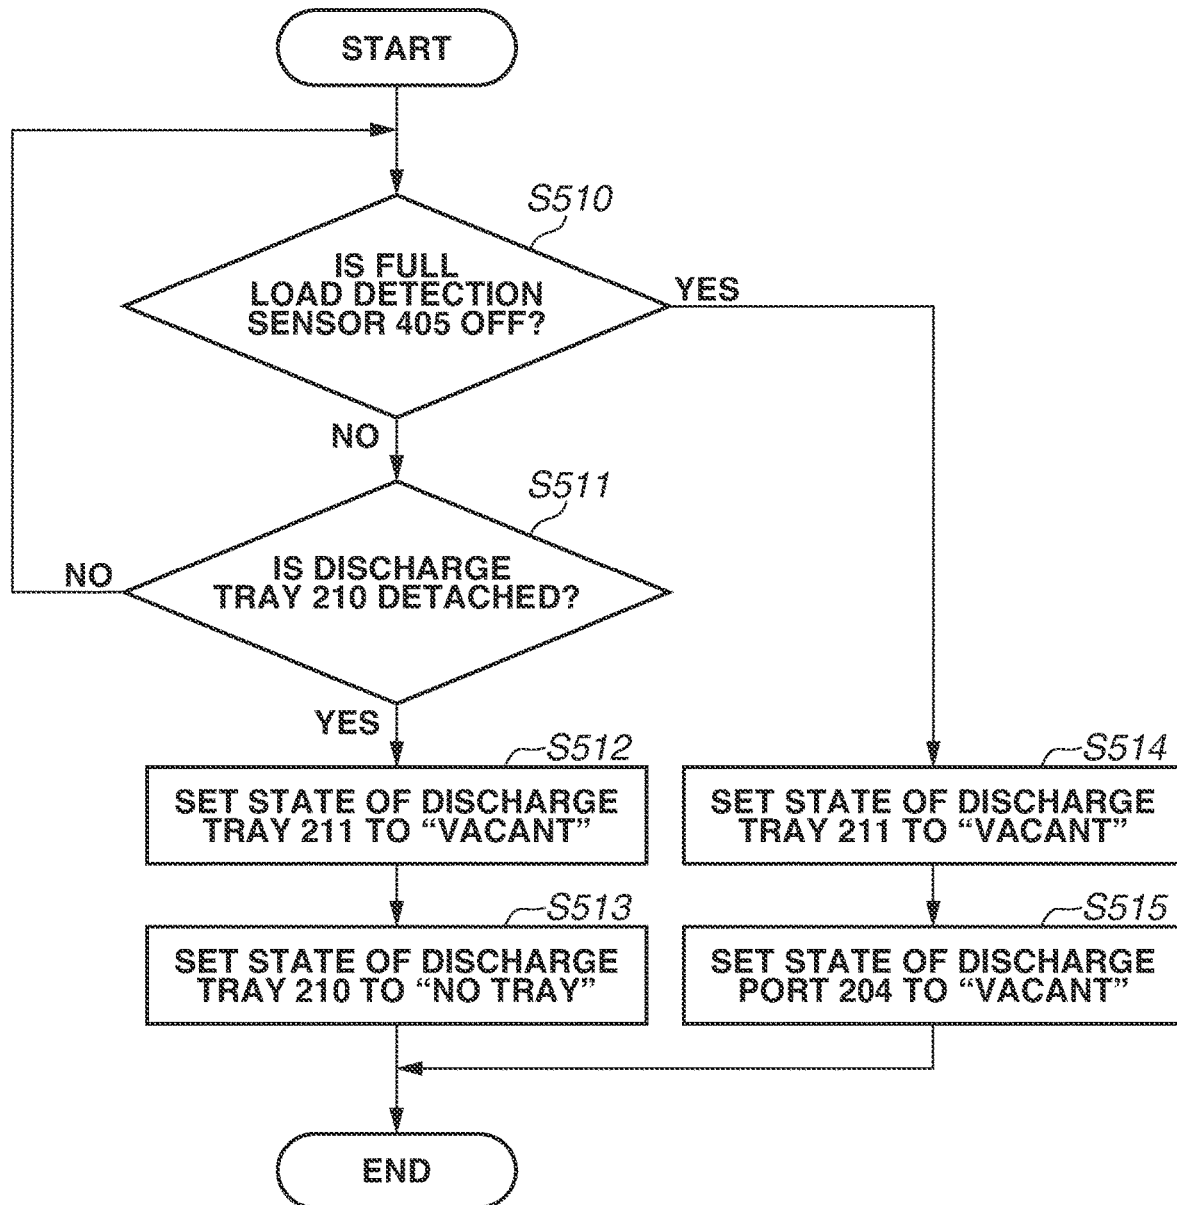 START
S510
IS FULL
LOAD DETECTION
SENSOR 405 OFF?
YES
NO
S511
IS DISCHARGE
TRAY 210 DETACHED?
NO
YES
S512
SET STATE OF DISCHARGE
TRAY 211 TO “VACANT”
S514
SET STATE OF DISCHARGE
TRAY 211 TO “VACANT”
S513
SET STATE OF DISCHARGE
TRAY 210 TO “NO TRAY”
S515
SET STATE OF DISCHARGE
PORT 204 TO “VACANT”
END